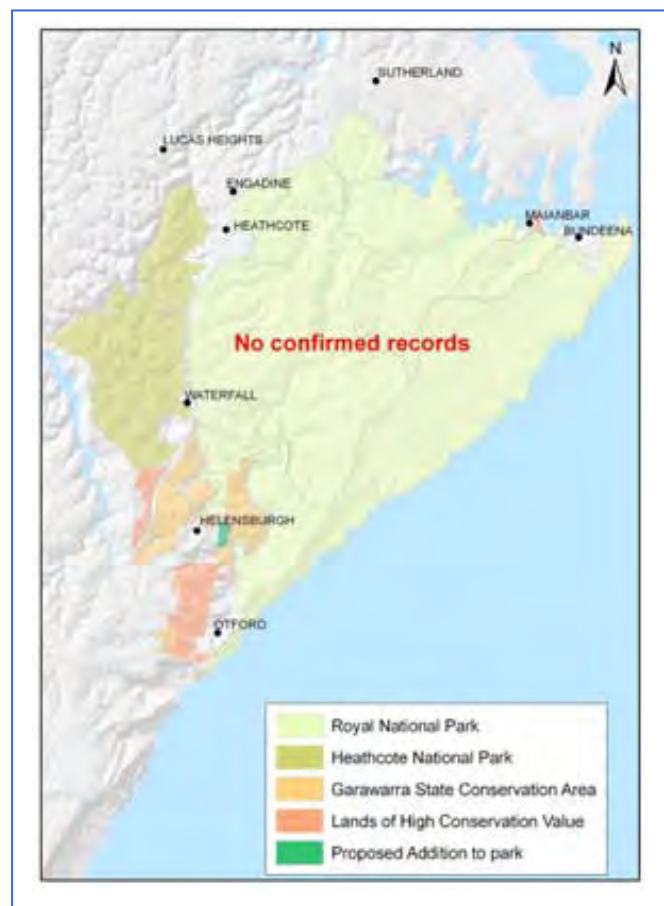 N
SUTHERLAND
LUCAS HEIGHTS
ENGADINE
HEATHCOTE
MAIANBAR
BUNDEENA
No confirmed records
WATERFALL
HELENSBURGH
OTFORD
Royal National Park
Heathcote National Park
Garawarra State Conservation Area
Lands of High Conservation Value
Proposed Addition to park